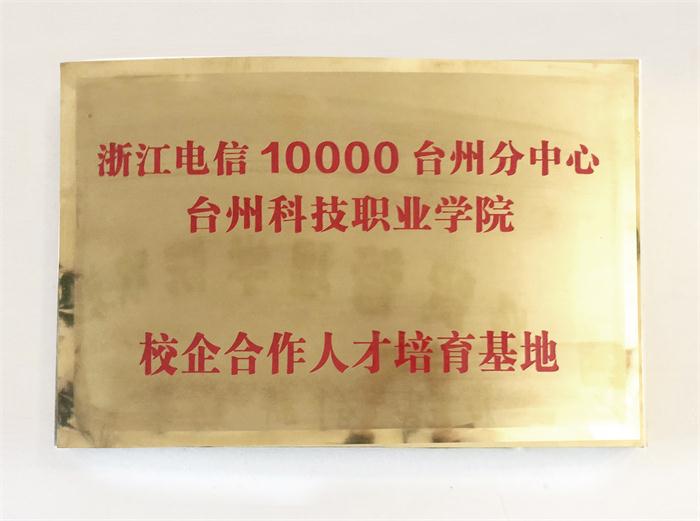 浙江电信 10000 台州分中心
台州科技职业学院
校企合作人才培育基地